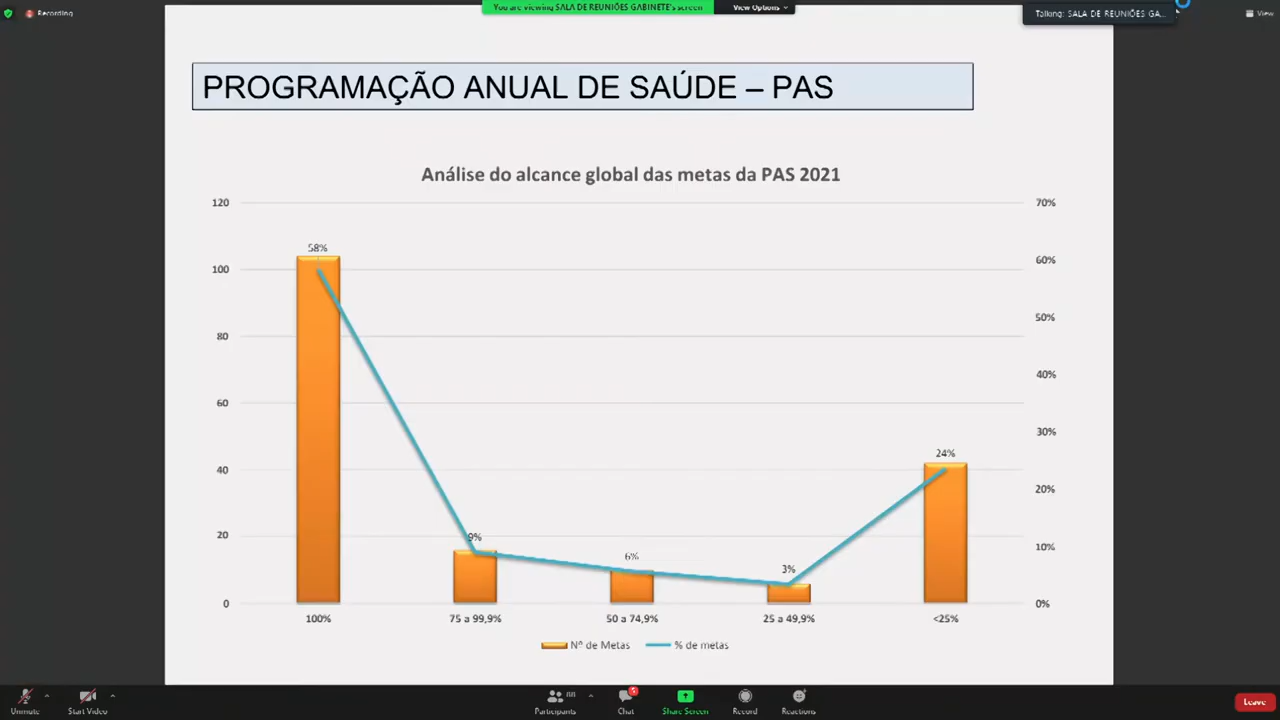 Recording
You are viewing SALA DE REUNIÕES GABINETE's screen
View Options
Talking: SALA DE REUNIÕES GA...
View
PROGRAMAÇÃO ANUAL DE SAÚDE – PAS
Análise do alcance global das metas da PAS 2021
120
100
80
60
40
20
0
70%
60%
50%
40%
30%
20%
10%
0%
58%
9%
6%
3%
24%
100%
75 a 99,9%
50 a 74,9%
25 a 49,9%
<25%
Nº de Metas
% de metas
Unmute
Start Video
Participants
Chat
Share Screen
Record
Reactions
Leave